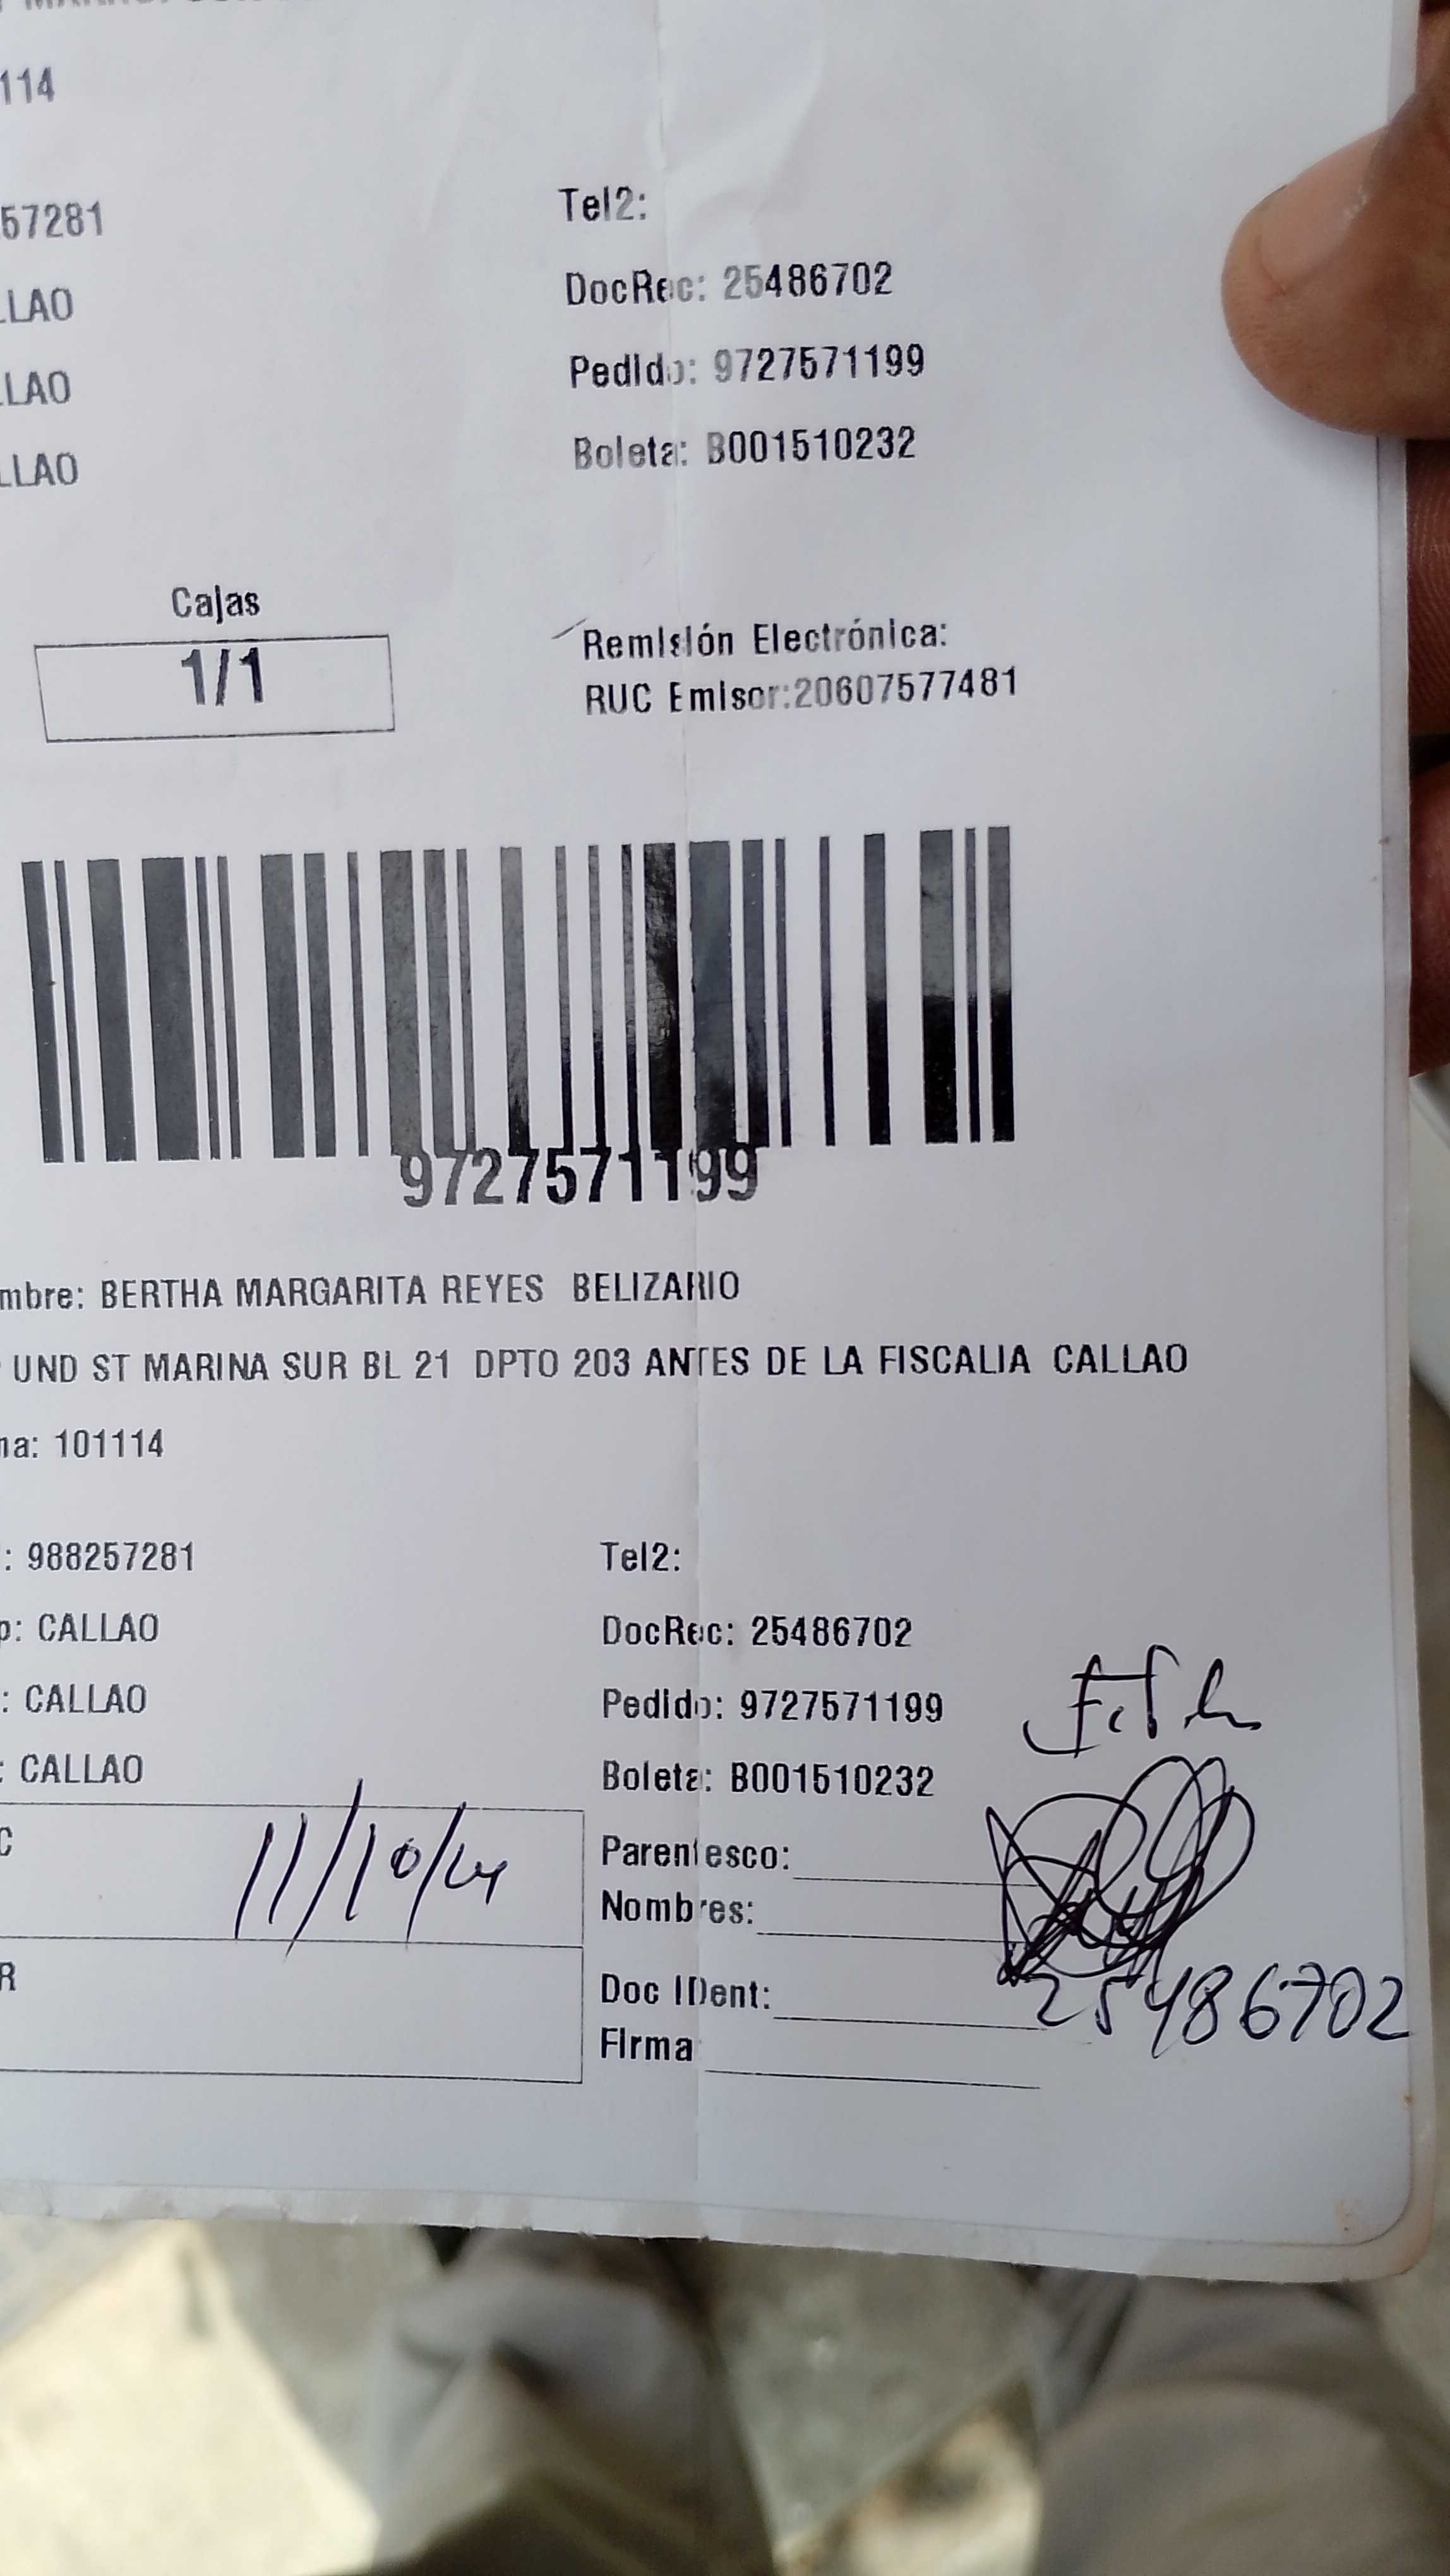 114
Tel2:
57281
DocRec: 25486702
LLAO
Pedido: 9727571199
LLAO
Boleta: B001510232
LLAO
Cajas
1/1
Remisión Electrónica:
RUC Emisor:20607577481
9727571199
mbre: BERTHA MARGARITA REYES BELIZARIO
UND ST MARINA SUR BL 21 DPTO 203 ANTES DE LA FISCALIA CALLAO
na: 101114
: 988257281
Tel2:
p: CALLAO
DocRec: 25486702
: CALLAO
Pedido: 9727571199
: CALLAO
Boleta: B001510232
C
11/10/24
Parentesco:
Nombres:
R
Doc IDent: 25486702
Firma